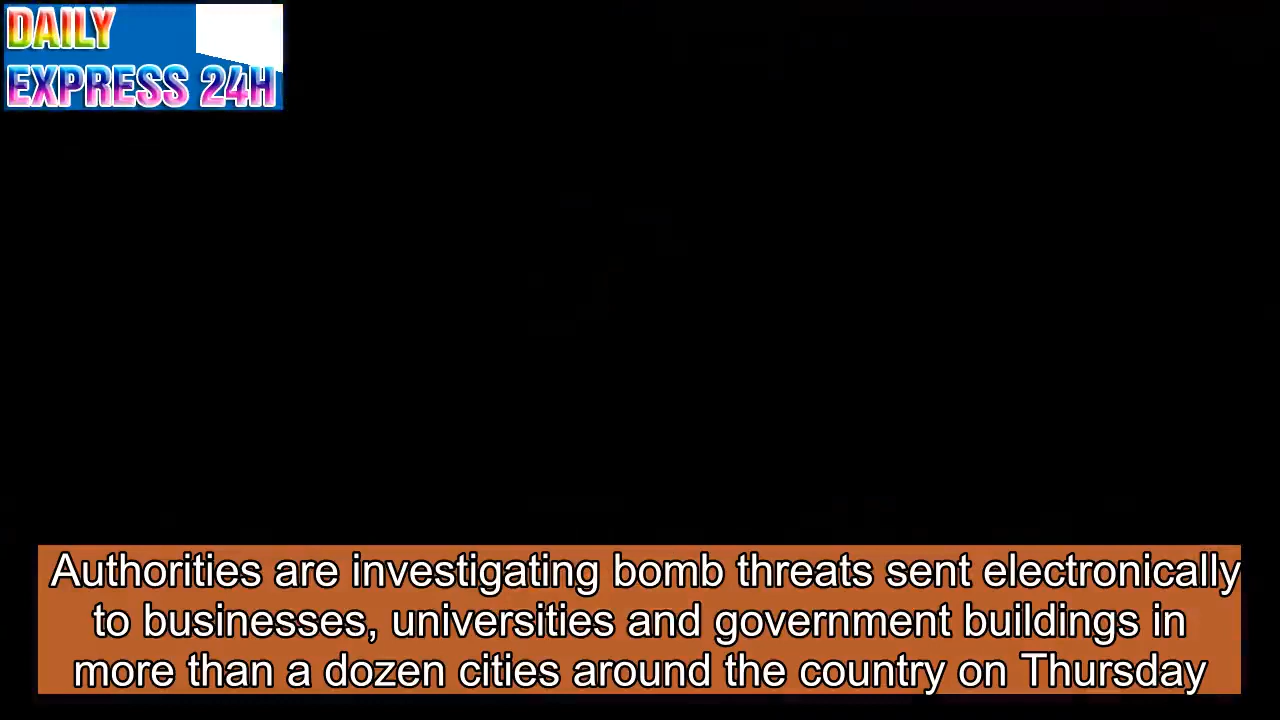 DAILY
EXPRESS 24H
Authorities are investigating bomb threats sent electronically
to businesses, universities and government buildings in
more than a dozen cities around the country on Thursday